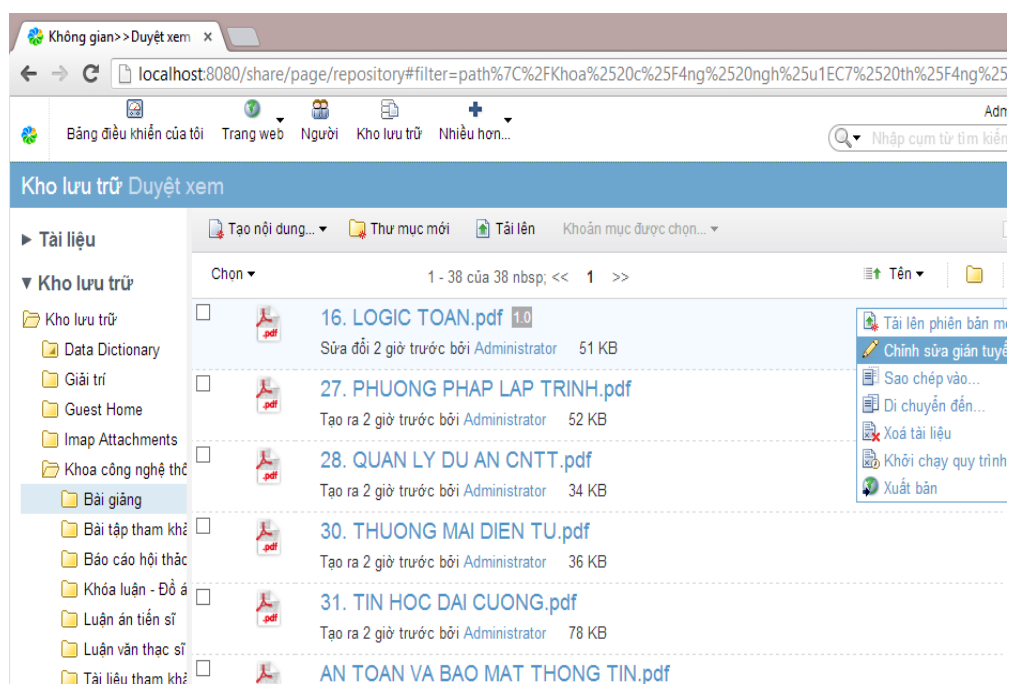 Không gian>>Duyệt xem ×
localhost:8080/share/page/repository#filter=path%7C%2FKhoa%2520c%25F4ng%2520ngh%25u1EC7%2520th%25F4ng%25
Bảng điều khiển của tôi Trang web Người Kho lưu trữ Nhiều hơn...
Adm
Nhập cụm từ tìm kiếm
Kho lưu trữ Duyệt xem
Tài liệu
Kho lưu trữ
Kho lưu trữ
Data Dictionary
Giải trí
Guest Home
Imap Attachments
Khoa công nghệ thô
Bài giảng
Bài tập tham khả
Báo cáo hội thảo
Khóa luận - Đồ á
Luận án tiến sĩ
Luận văn thạc sĩ
Tài liệu tham khả
Tạo nội dung... Thư mục mới Tải lên Khoản mục được chọn...
Chọn 1 - 38 của 38 nbsp; << 1 >> Tên
16. LOGIC TOAN.pdf 1.0
Sửa đổi 2 giờ trước bởi Administrator 51 KB
27. PHUONG PHAP LAP TRINH.pdf
Tạo ra 2 giờ trước bởi Administrator 52 KB
28. QUAN LY DU AN CNTT.pdf
Tạo ra 2 giờ trước bởi Administrator 34 KB
30. THUONG MAI DIEN TU.pdf
Tạo ra 2 giờ trước bởi Administrator 36 KB
31. TIN HOC DAI CUONG.pdf
Tạo ra 2 giờ trước bởi Administrator 78 KB
AN TOAN VA BAO MAT THONG TIN.pdf
Tải lên phiên bản mớ
Chỉnh sửa gián tuyế
Sao chép vào...
Di chuyển đến...
Xoá tài liệu
Khởi chạy quy trình
Xuất bản